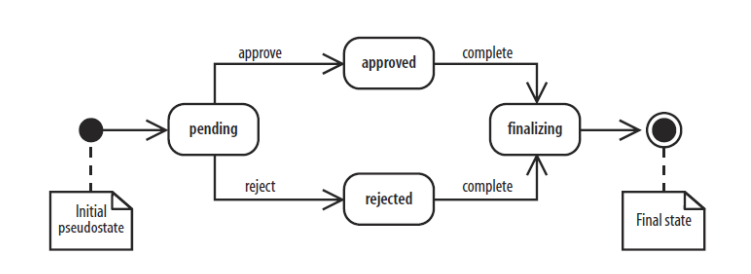 approve
approved
complete
pending
finalizing
reject
rejected
complete
Initial
pseudostate
Final state